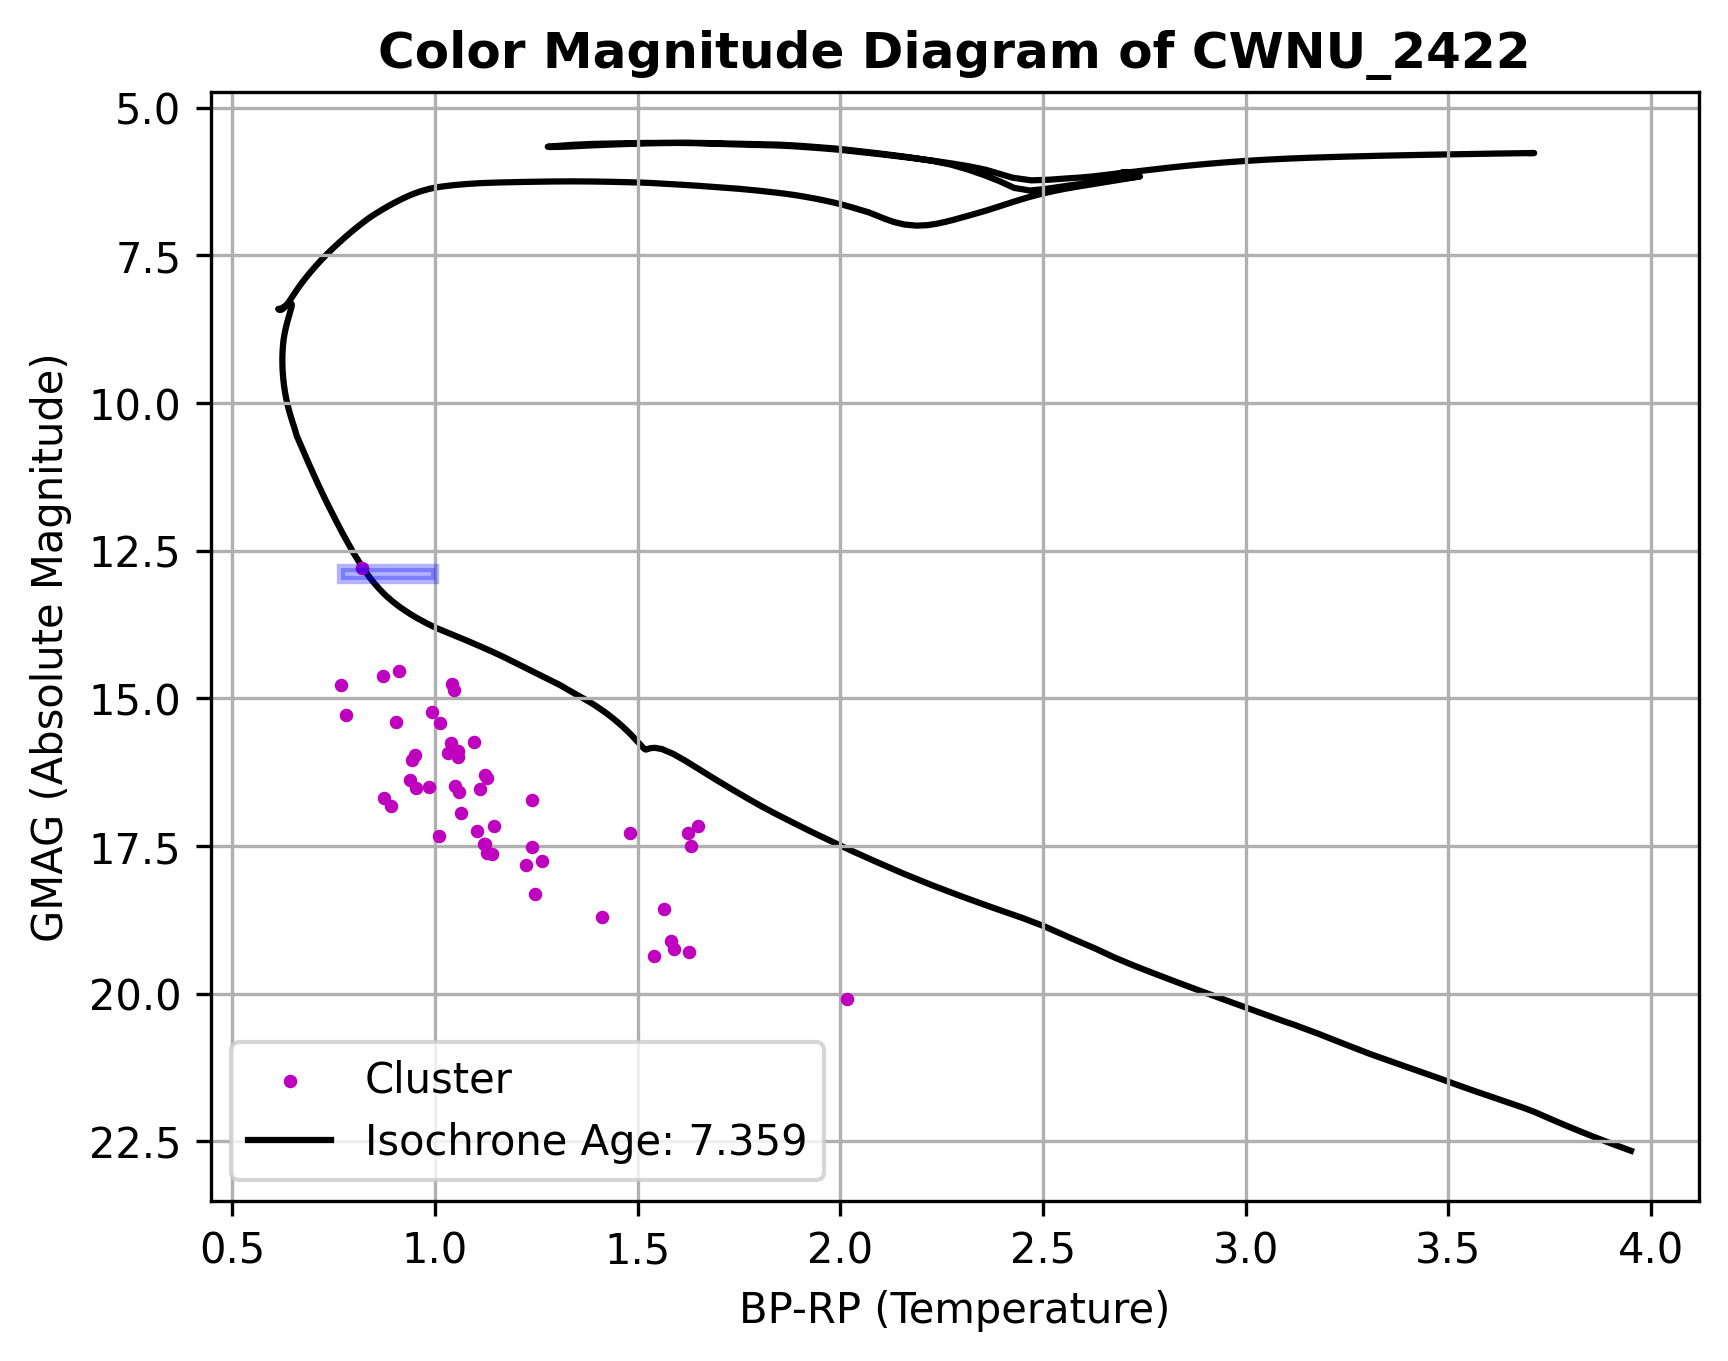 Color Magnitude Diagram of CWNU_2422
GMAG (Absolute Magnitude)
5.0
7.5
10.0
12.5
15.0
17.5
20.0
22.5
Cluster
Isochrone Age: 7.359
0.5 1.0 1.5 2.0 2.5 3.0 3.5 4.0
BP-RP (Temperature)